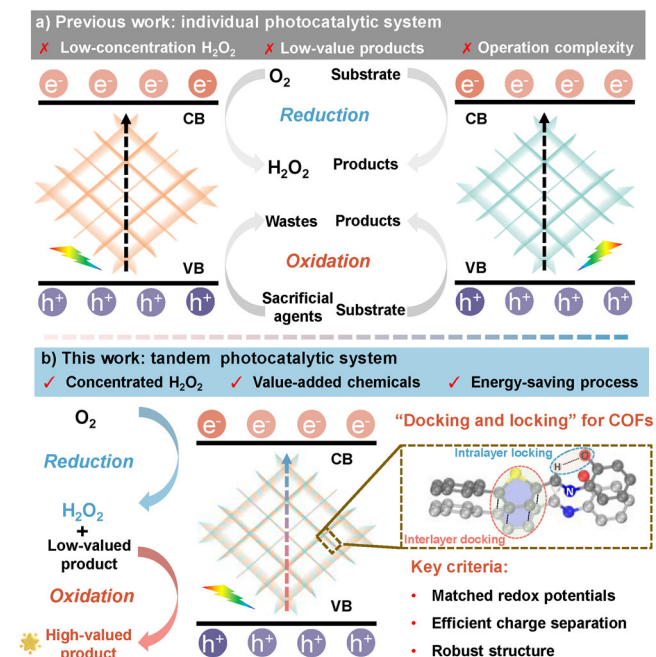 a) Previous work: individual photocatalytic system
✗ Low-concentration H₂O₂ ✗ Low-value products ✗ Operation complexity
e⁻ e⁻ e⁻ e⁻
CB
O₂ Substrate
Reduction
H₂O₂ Products
e⁻ e⁻ e⁻ e⁻
CB
Wastes Products
Oxidation
Sacrificial
agents Substrate
VB
h⁺ h⁺ h⁺ h⁺
VB
h⁺ h⁺ h⁺ h⁺
b) This work: tandem photocatalytic system
✓ Concentrated H₂O₂ ✓ Value-added chemicals ✓ Energy-saving process
O₂
Reduction
H₂O₂
+
Low-valued
product
Oxidation
High-valued
product
e⁻ e⁻ e⁻ e⁻
CB
VB
h⁺ h⁺ h⁺ h⁺
“Docking and locking” for COFs
Intralayer locking
H O
N
Interlayer docking
Key criteria:
• Matched redox potentials
• Efficient charge separation
• Robust structure